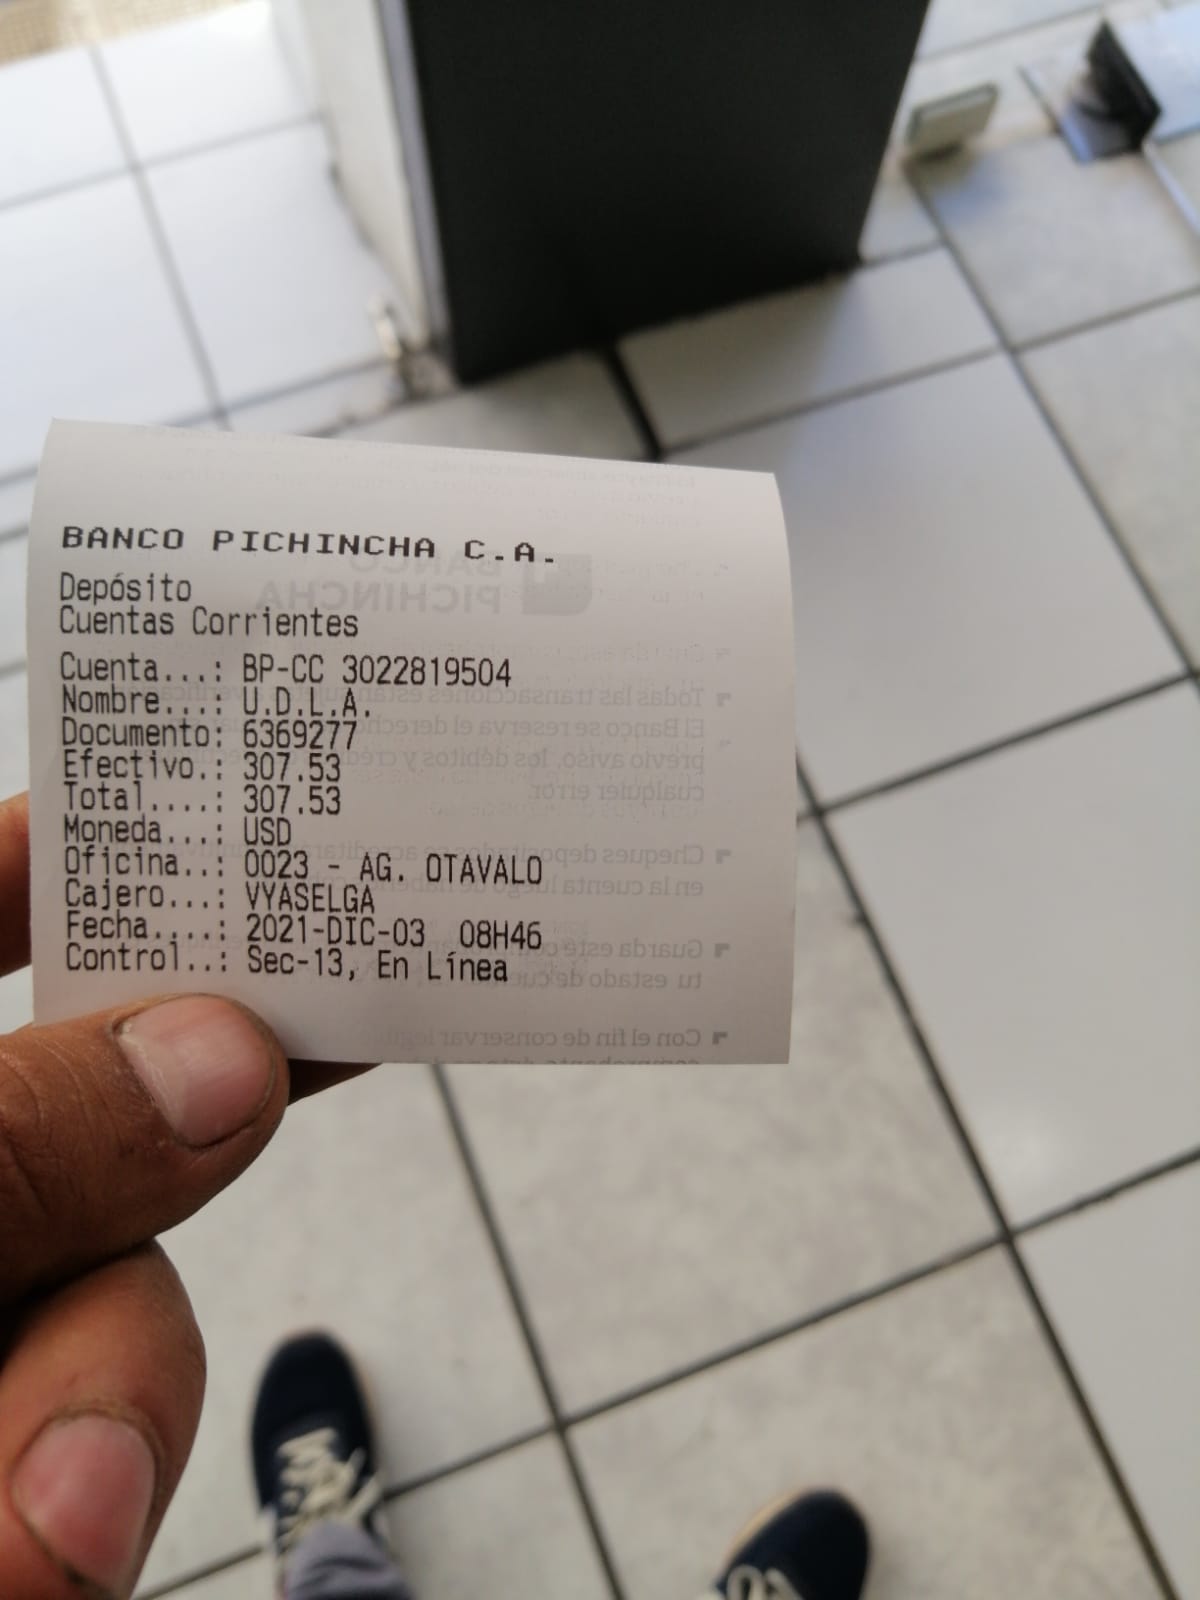 BANCO PICHINCHA C.A.
Depósito
Cuentas Corrientes
Cuenta...: BP-CC 3022819504
Nombre...: U.D.L.A.
Documento: 6369277
Efectivo.: 307.53
Total....: 307.53
Moneda...: USD
Oficina..: 0023 - AG. OTAVALO
Cajero...: VYASELGA
Fecha....: 2021-DIC-03 08H46
Control..: Sec-13, En Línea